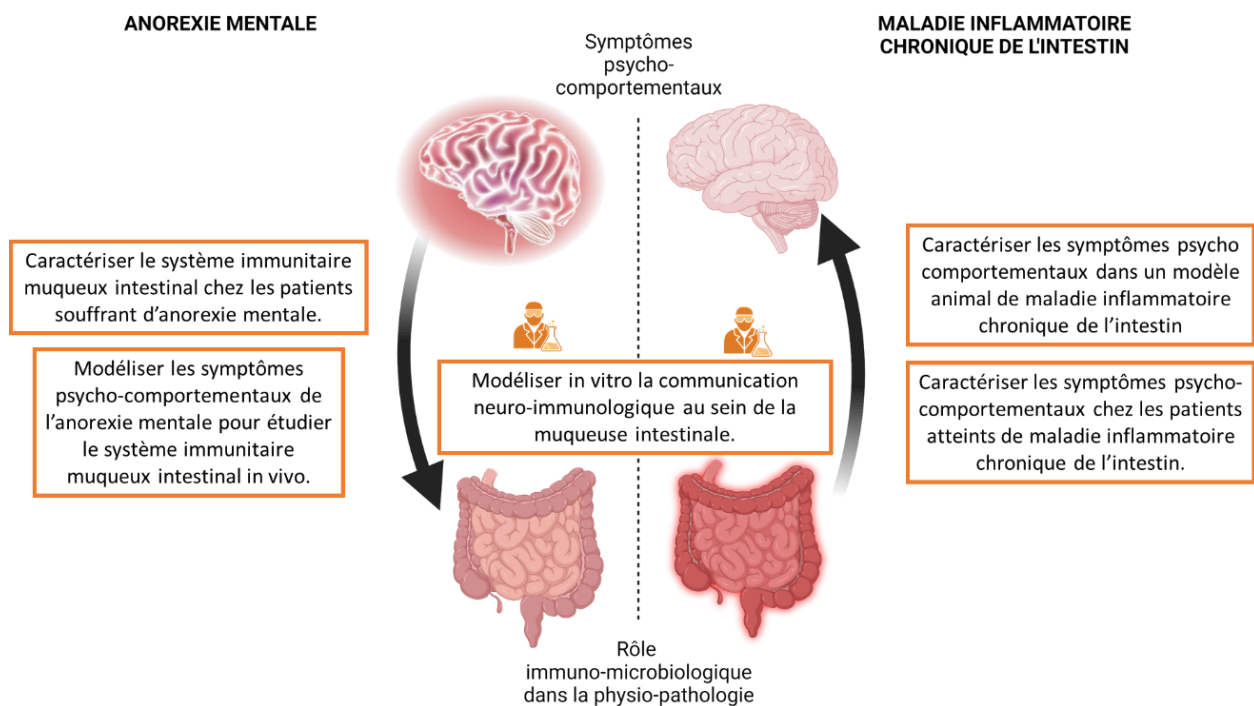 ANOREXIE MENTALE
MALADIE INFLAMMATOIRE
CHRONIQUE DE L'INTESTIN
Symptômes
psycho-
comportementaux
Caractériser le système immunitaire
muqueux intestinal chez les patients
souffrant d’anorexie mentale.
Modéliser les symptômes
psycho-comportementaux de
l’anorexie mentale pour étudier
le système immunitaire
muqueux intestinal in vivo.
Modéliser in vitro la communication
neuro-immunologique au sein de la
muqueuse intestinale.
Caractériser les symptômes psycho
comportementaux dans un modèle
animal de maladie inflammatoire
chronique de l’intestin
Caractériser les symptômes psycho-
comportementaux chez les patients
atteints de maladie inflammatoire
chronique de l’intestin.
Rôle
immuno-microbiologique
dans la physio-pathologie